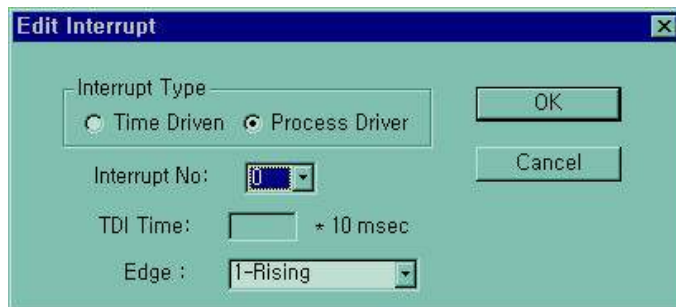 Edit Interrupt
Interrupt Type
Time Driven Process Driver
OK
Interrupt No: 0
Cancel
TDI Time: * 10 msec
Edge : 1-Rising